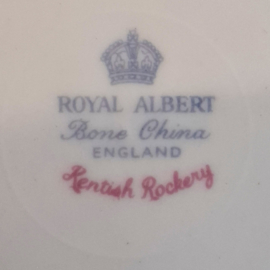 ROYAL ALBERT
Bone China
ENGLAND
Kentish Rockery